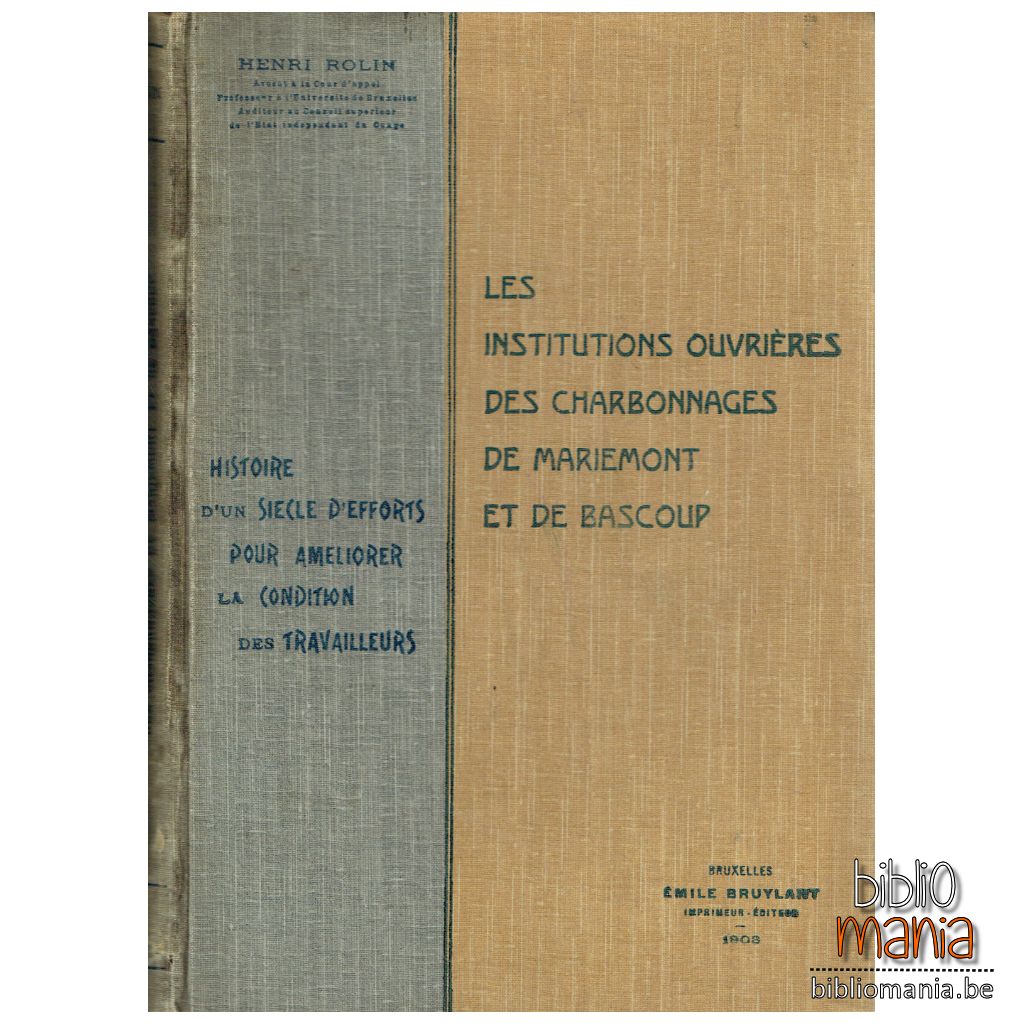 HENRI ROLIN
Avocat à la Cour d'appel
Professeur à l'Université de Bruxelles
Auditeur au Conseil supérieur
de l'Etat indépendant du Congo
HISTOIRE
D'UN SIECLE D'EFFORTS
POUR AMELIORER
LA CONDITION
DES TRAVAILLEURS
LES
INSTITUTIONS OUVRIÈRES
DES CHARBONNAGES
DE MARIEMONT
ET DE BASCOUP
BRUXELLES
ÉMILE BRUYLANT
IMPRIMEUR-ÉDITEUR
1903
bibliO
mania
bibliomania.be